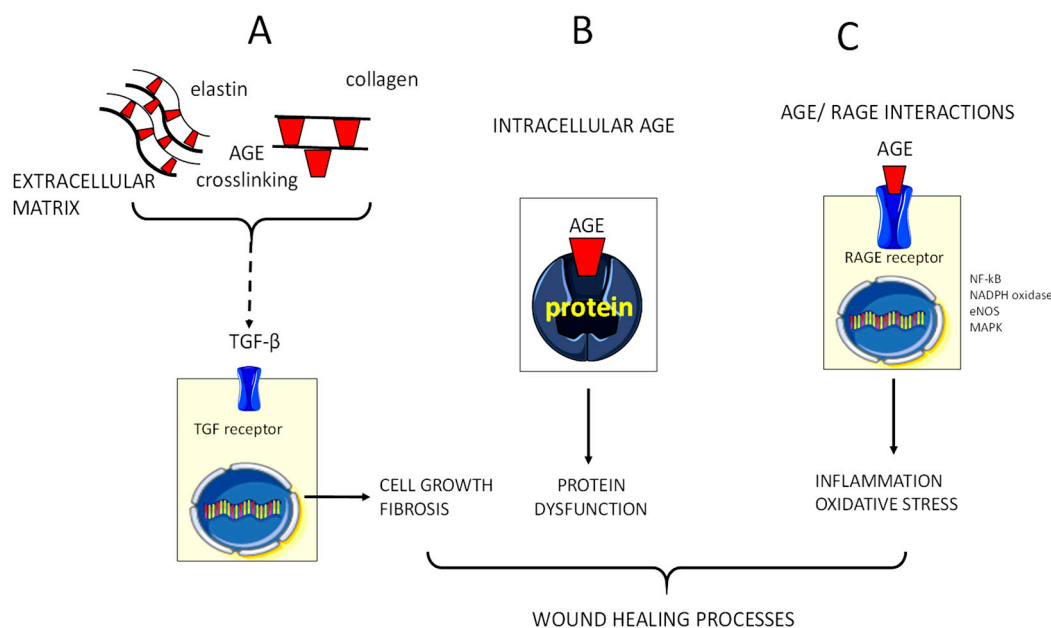 A
elastin
collagen
AGE
crosslinking
EXTRACELLULAR
MATRIX
TGF-β
TGF receptor
CELL GROWTH
FIBROSIS
B
INTRACELLULAR AGE
AGE
protein
PROTEIN
DYSFUNCTION
C
AGE/ RAGE INTERACTIONS
AGE
RAGE receptor
NF-kB
NADPH oxidase
eNOS
MAPK
INFLAMMATION
OXIDATIVE STRESS
WOUND HEALING PROCESSES